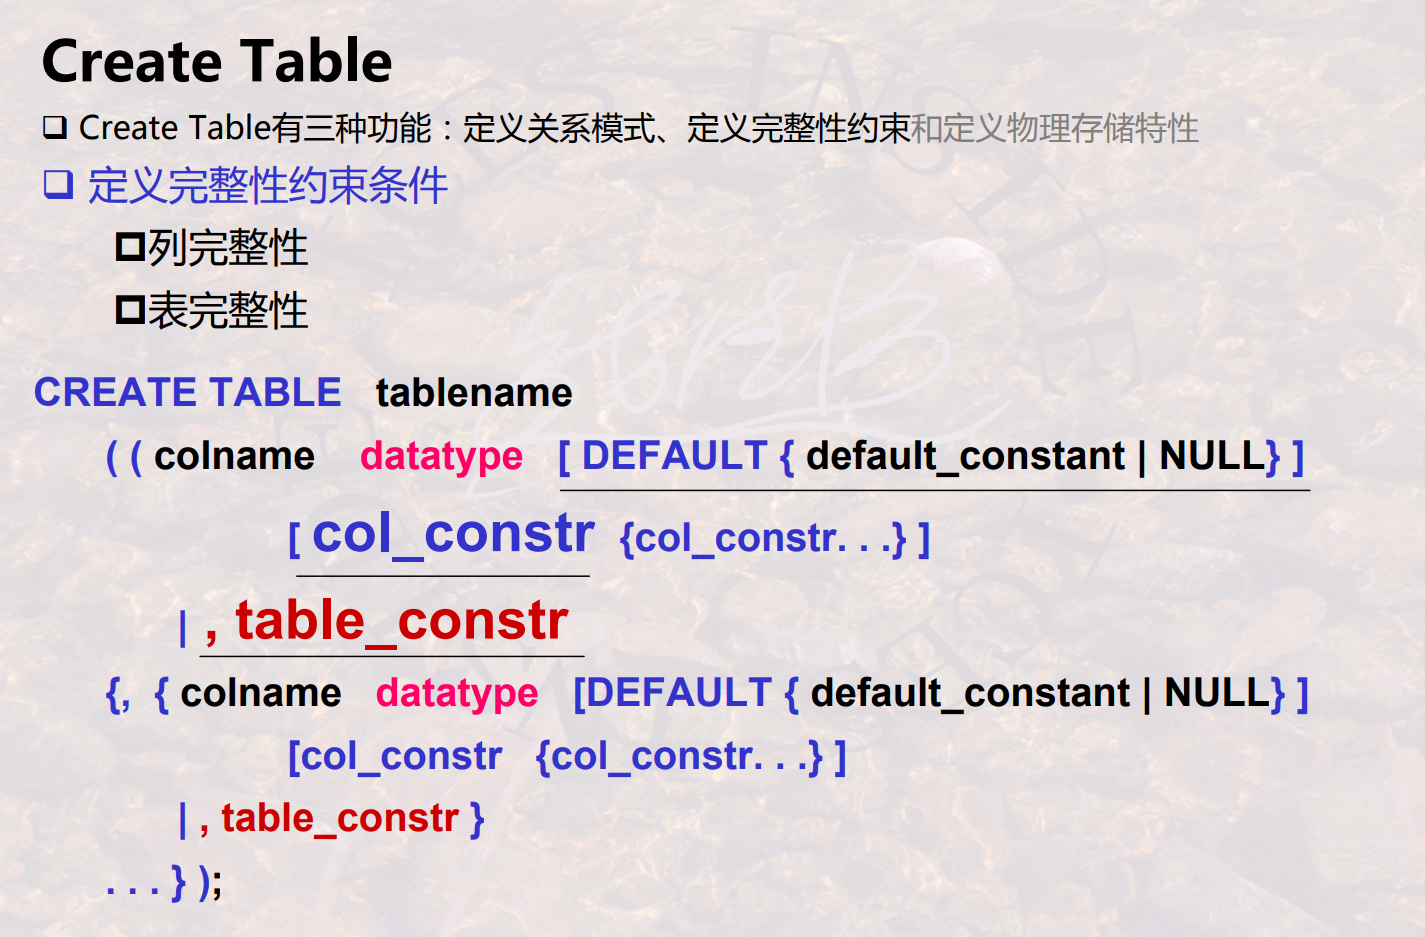 Create Table
❑ Create Table有三种功能：定义关系模式、定义完整性约束和定义物理存储特性
❑ 定义完整性约束条件
列完整性
表完整性
CREATE TABLE tablename
( ( colname datatype [ DEFAULT { default_constant | NULL} ]
[ col_constr {col_constr. . .} ]
| , table_constr
{, { colname datatype [DEFAULT { default_constant | NULL} ]
[col_constr {col_constr. . .} ]
| , table_constr }
. . . } );